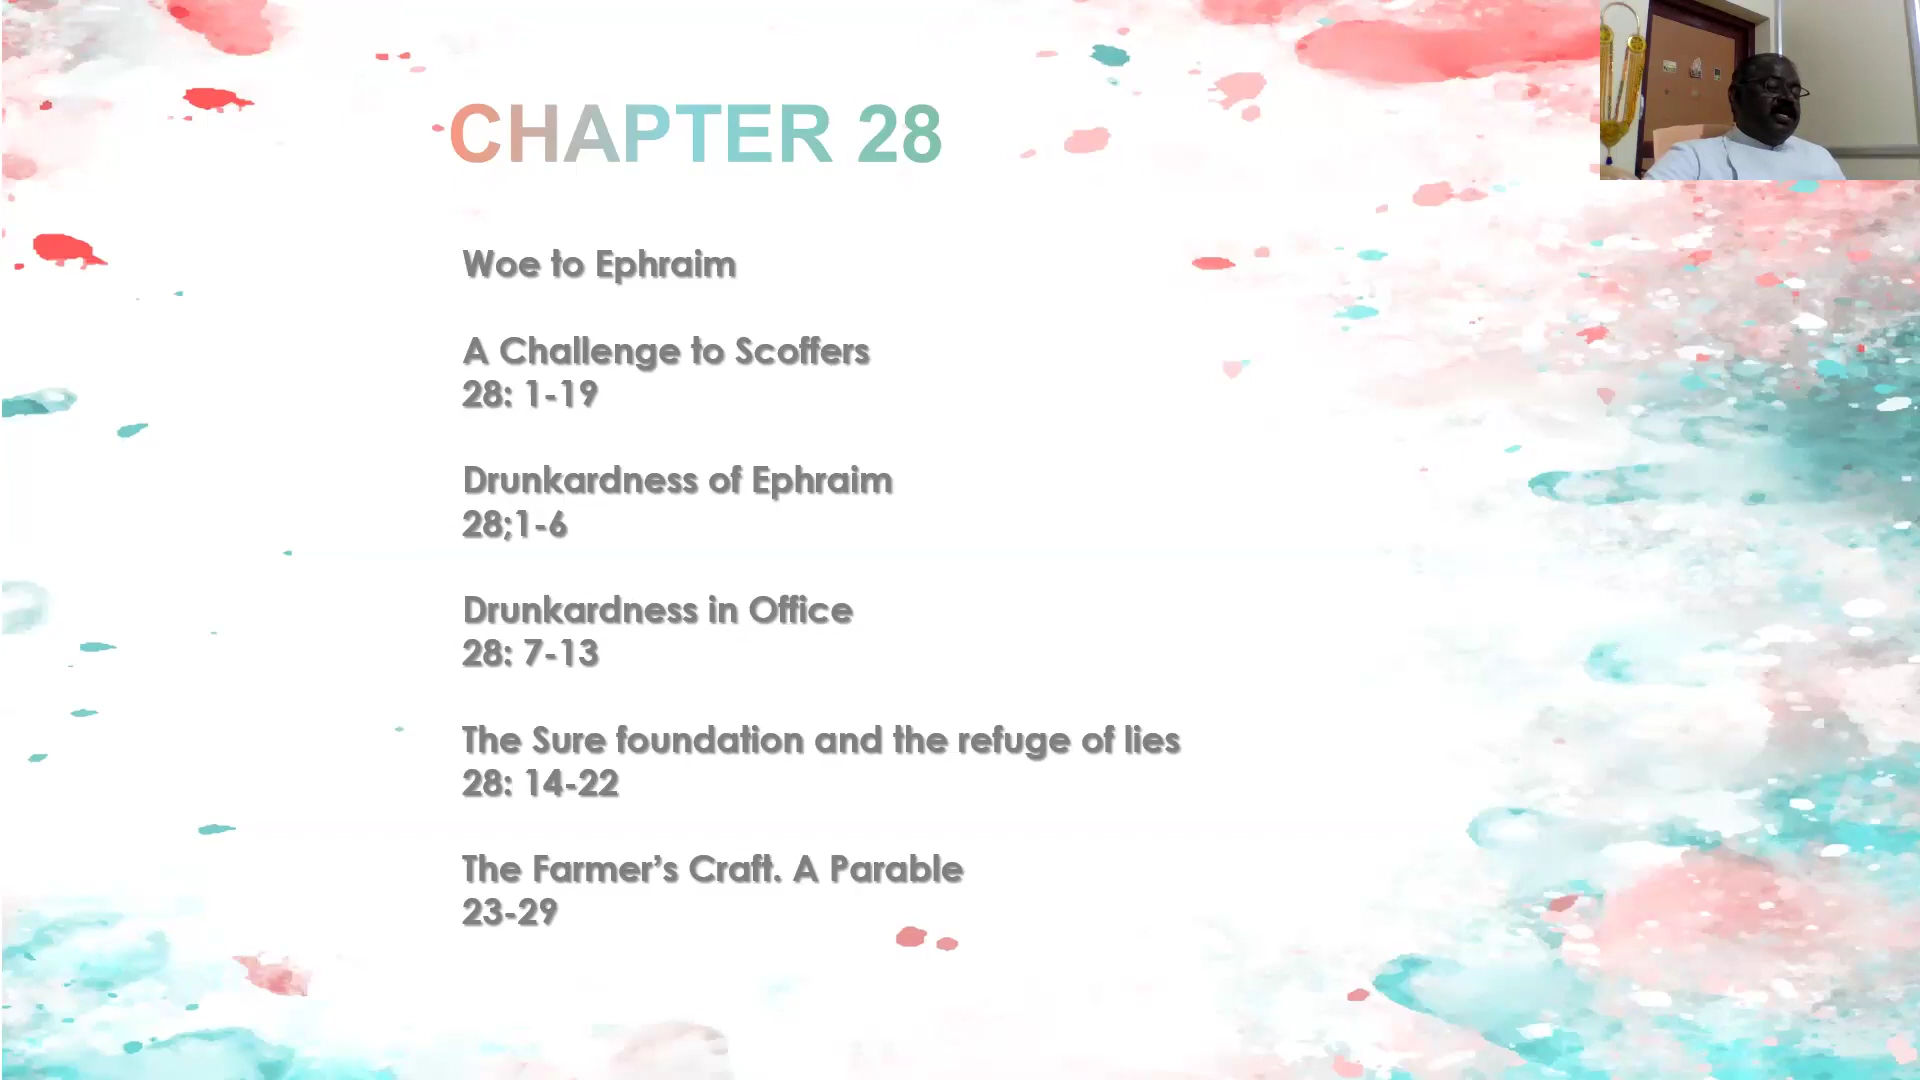 CHAPTER 28
Woe to Ephraim
A Challenge to Scoffers
28: 1-19
Drunkardness of Ephraim
28;1-6
Drunkardness in Office
28: 7-13
The Sure foundation and the refuge of lies
28: 14-22
The Farmer’s Craft. A Parable
23-29